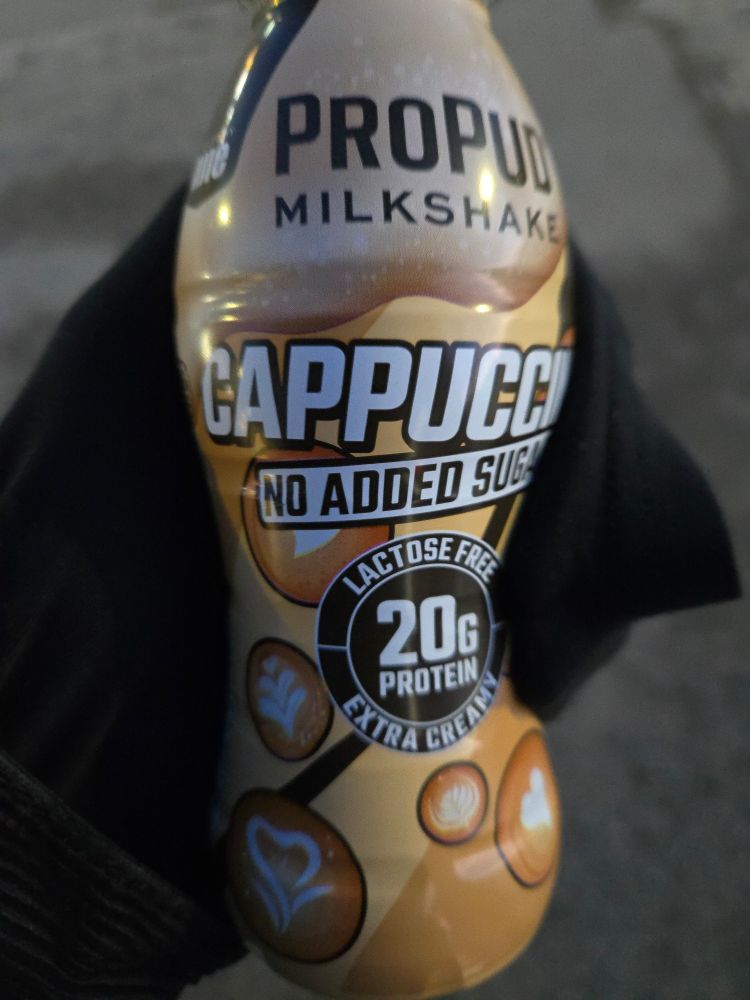 PROPUD
MILKSHAKE
CAPPUCCI
NO ADDED SUGA
LACTOSE FREE
20G
PROTEIN
EXTRA CREAMY